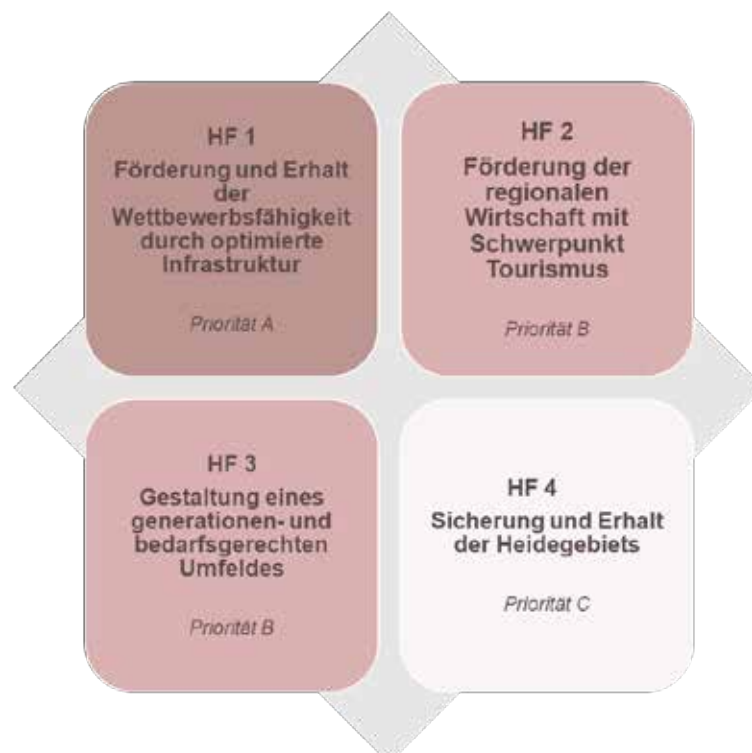 HF 1
Förderung und Erhalt
der
Wettbewerbsfähigkeit
durch optimierte
Infrastruktur
Priorität A
HF 2
Förderung der
regionalen
Wirtschaft mit
Schwerpunkt
Tourismus
Priorität B
HF 3
Gestaltung eines
generationen- und
bedarfsgerechten
Umfeldes
Priorität B
HF 4
Sicherung und Erhalt
der Heidegebiets
Priorität C